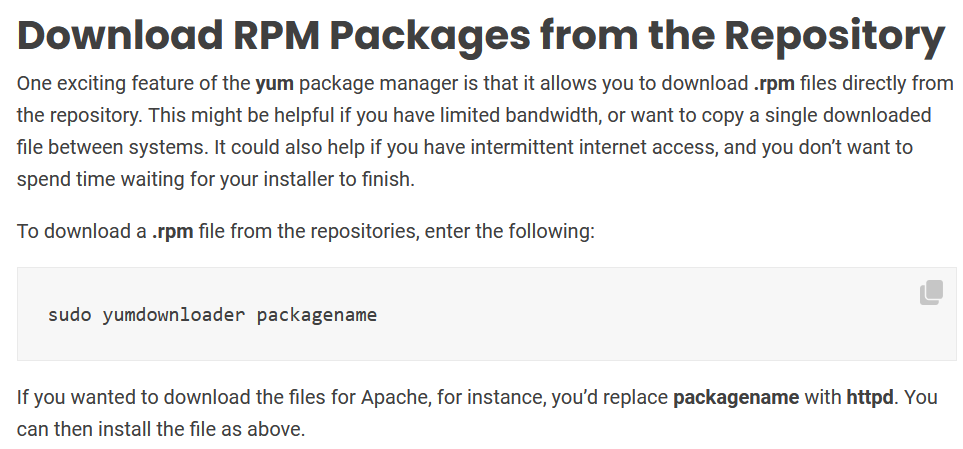 Download RPM Packages from the Repository
One exciting feature of the yum package manager is that it allows you to download .rpm files directly from
the repository. This might be helpful if you have limited bandwidth, or want to copy a single downloaded
file between systems. It could also help if you have intermittent internet access, and you don’t want to
spend time waiting for your installer to finish.
To download a .rpm file from the repositories, enter the following:
sudo yumdownloader packagename
If you wanted to download the files for Apache, for instance, you’d replace packagename with httpd. You
can then install the file as above.